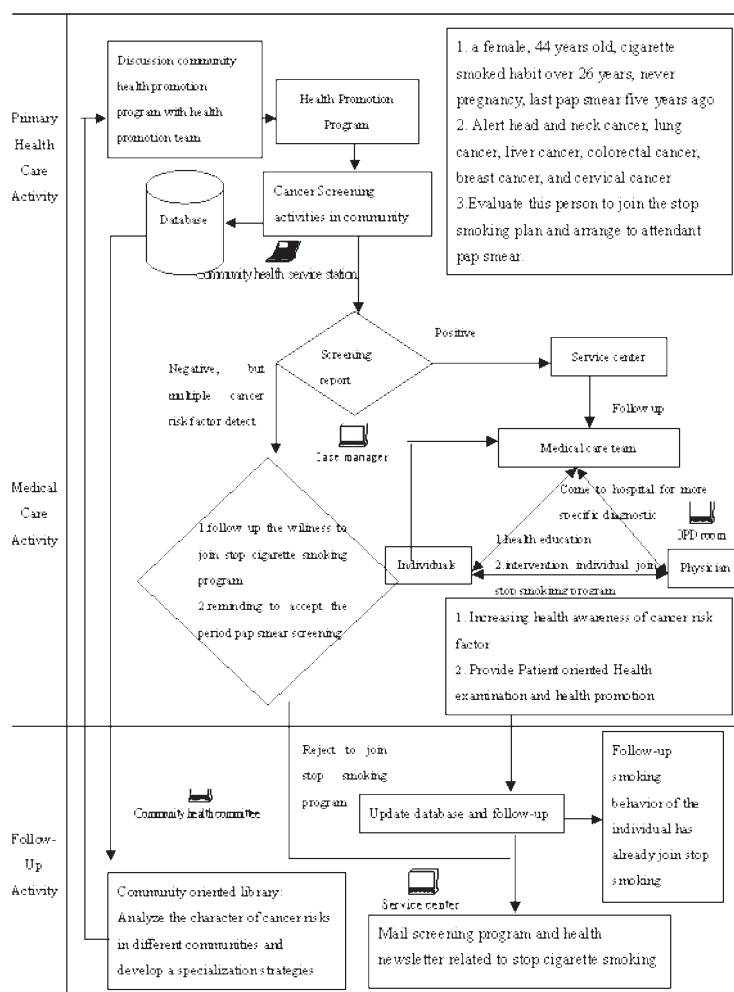 Primary
Health
Care
Activity
Discussion community
health promotion
program with health
promotion team
Health Promotion
Program
1. a female, 44 years old, cigarette
smoked habit over 26 years, never
pregnancy, last pap smear five years ago
2. Alert head and neck cancer, lung
cancer, liver cancer, colorectal cancer,
breast cancer, and cervical cancer
3.Evaluate this person to join the stop
smoking plan and arrange to attendant
pap smear.
Database
Cancer Screening
activities in community
Community health service station
Screening
report
Positive
Service center
Negative, but
multiple cancer
risk factor detect
Follow up
Case manager
Medical care team
Medical
Care
Activity
Come to hospital for more
specific diagnostic
OPD room
1.follow up the willness to
join stop cigarette smoking
program
2.reminding to accept the
period pap smear screening
Individuals
1.health education
2.intervention individual join
stop smoking program
Physician
1. Increasing health awareness of cancer risk
factor
2. Provide Patient oriented Health
examination and health promotion
Follow-
Up
Activity
Reject to join
stop smoking
program
Community health committee
Update database and follow-up
Follow-up
smoking
behavior of the
individual has
already join stop
smoking
Community oriented library:
Analyze the character of cancer risks
in different communities and
develop a specialization strategies
Service center
Mail screening program and health
newsletter related to stop cigarette smoking